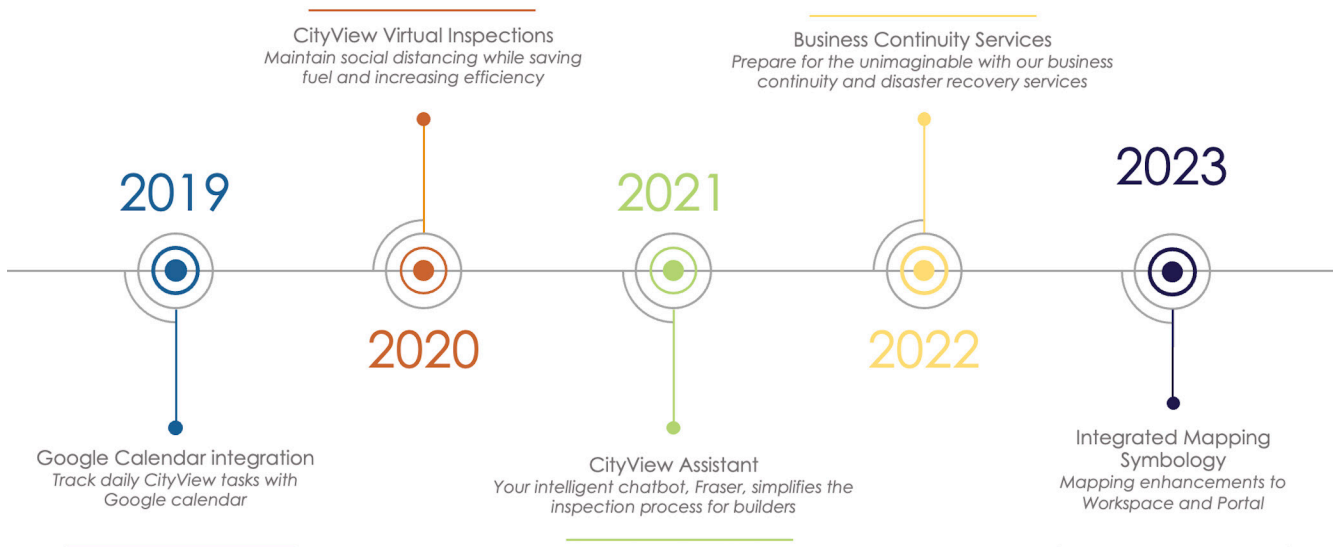 CityView Virtual Inspections
Maintain social distancing while saving
fuel and increasing efficiency
Business Continuity Services
Prepare for the unimaginable with our business
continuity and disaster recovery services
2019
2020
2021
2022
2023
Google Calendar integration
Track daily CityView tasks with
Google calendar
CityView Assistant
Your intelligent chatbot, Fraser, simplifies the
inspection process for builders
Integrated Mapping
Symbology
Mapping enhancements to
Workspace and Portal